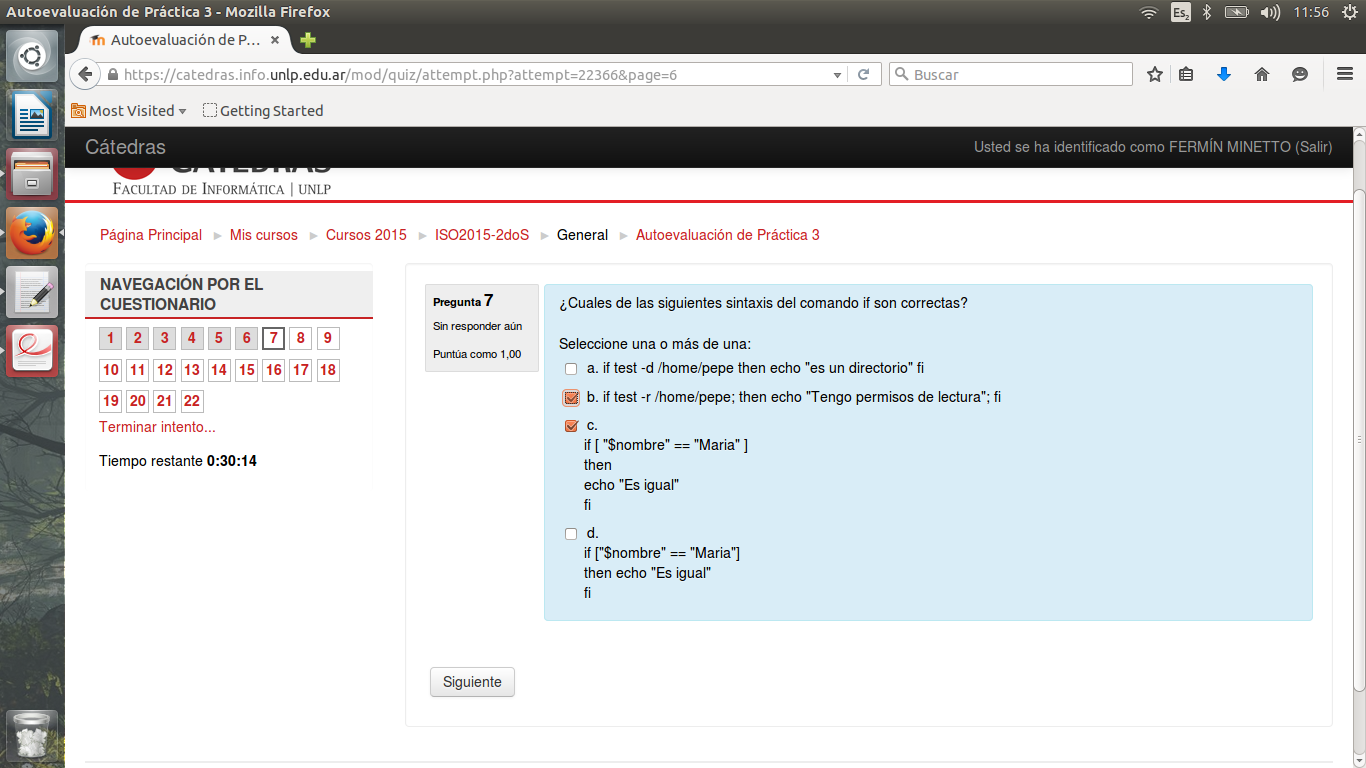 Autoevaluación de Práctica 3 - Mozilla Firefox
Es2
11:56
Autoevaluación de P...
https://catedras.info.unlp.edu.ar/mod/quiz/attempt.php?attempt=22366&page=6
Buscar
Most Visited
Getting Started
Cátedras
Usted se ha identificado como FERMÍN MINETTO (Salir)
CATEDRAS
Facultad de Informática | UNLP
Página Principal
Mis cursos
Cursos 2015
ISO2015-2doS
General
Autoevaluación de Práctica 3
NAVEGACIÓN POR EL
CUESTIONARIO
1 2 3 4 5 6 7 8 9
10 11 12 13 14 15 16 17 18
19 20 21 22
Terminar intento...
Tiempo restante 0:30:14
Pregunta 7
Sin responder aún
Puntúa como 1,00
¿Cuales de las siguientes sintaxis del comando if son correctas?
Seleccione una o más de una:
a. if test -d /home/pepe then echo "es un directorio" fi
b. if test -r /home/pepe; then echo "Tengo permisos de lectura"; fi
c.
if [ "$nombre" == "Maria" ]
then
echo "Es igual"
fi
d.
if ["$nombre" == "Maria"]
then echo "Es igual"
fi
Siguiente